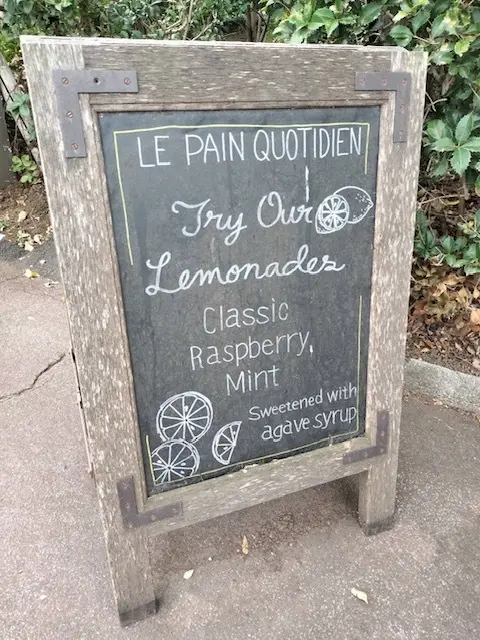 LE PAIN QUOTIDIEN
Try Our
Lemonades
Classic
Raspberry,
Mint
Sweetened with
agave syrup